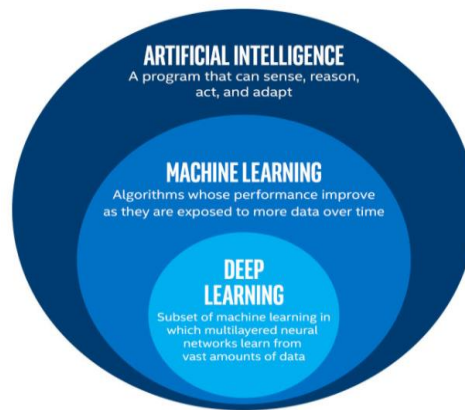 ARTIFICIAL INTELLIGENCE
A program that can sense, reason,
act, and adapt
MACHINE LEARNING
Algorithms whose performance improve
as they are exposed to more data over time
DEEP
LEARNING
Subset of machine learning in
which multilayered neural
networks learn from
vast amounts of data